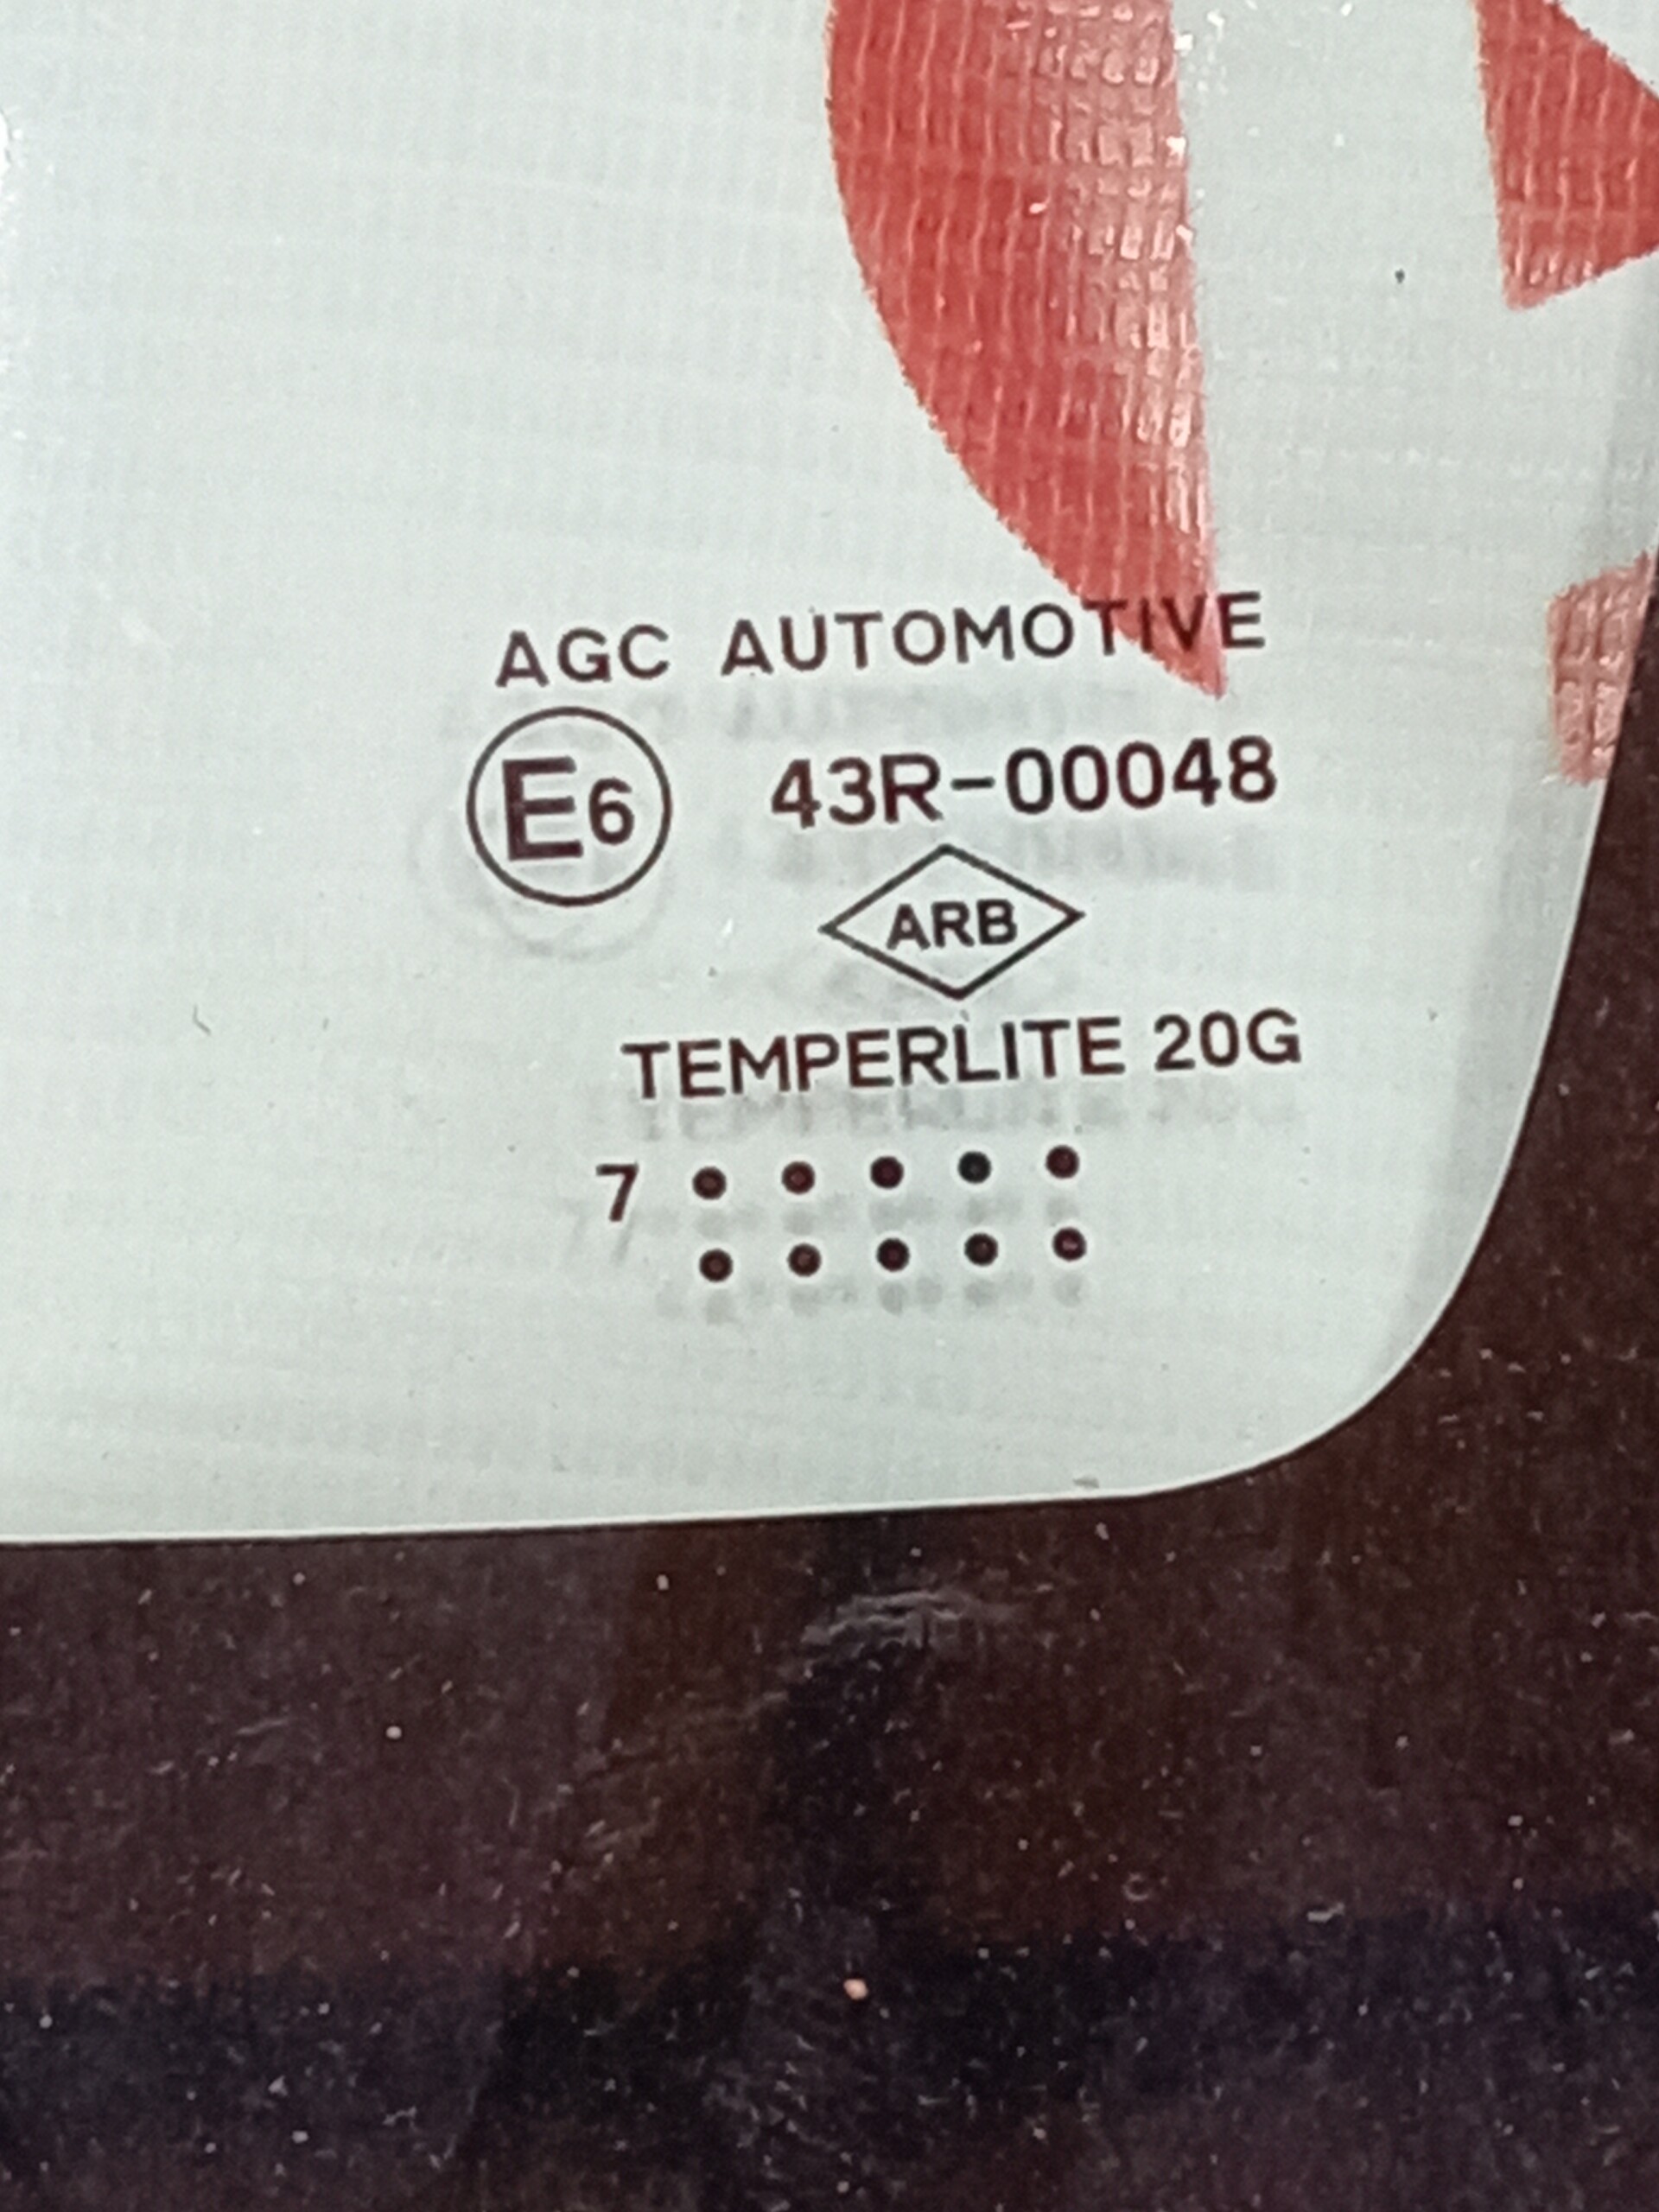 AGC AUTOMOTIVE
E6 43R-00048
ARB
TEMPERLITE 20G
7 • • • • •
• • • • •